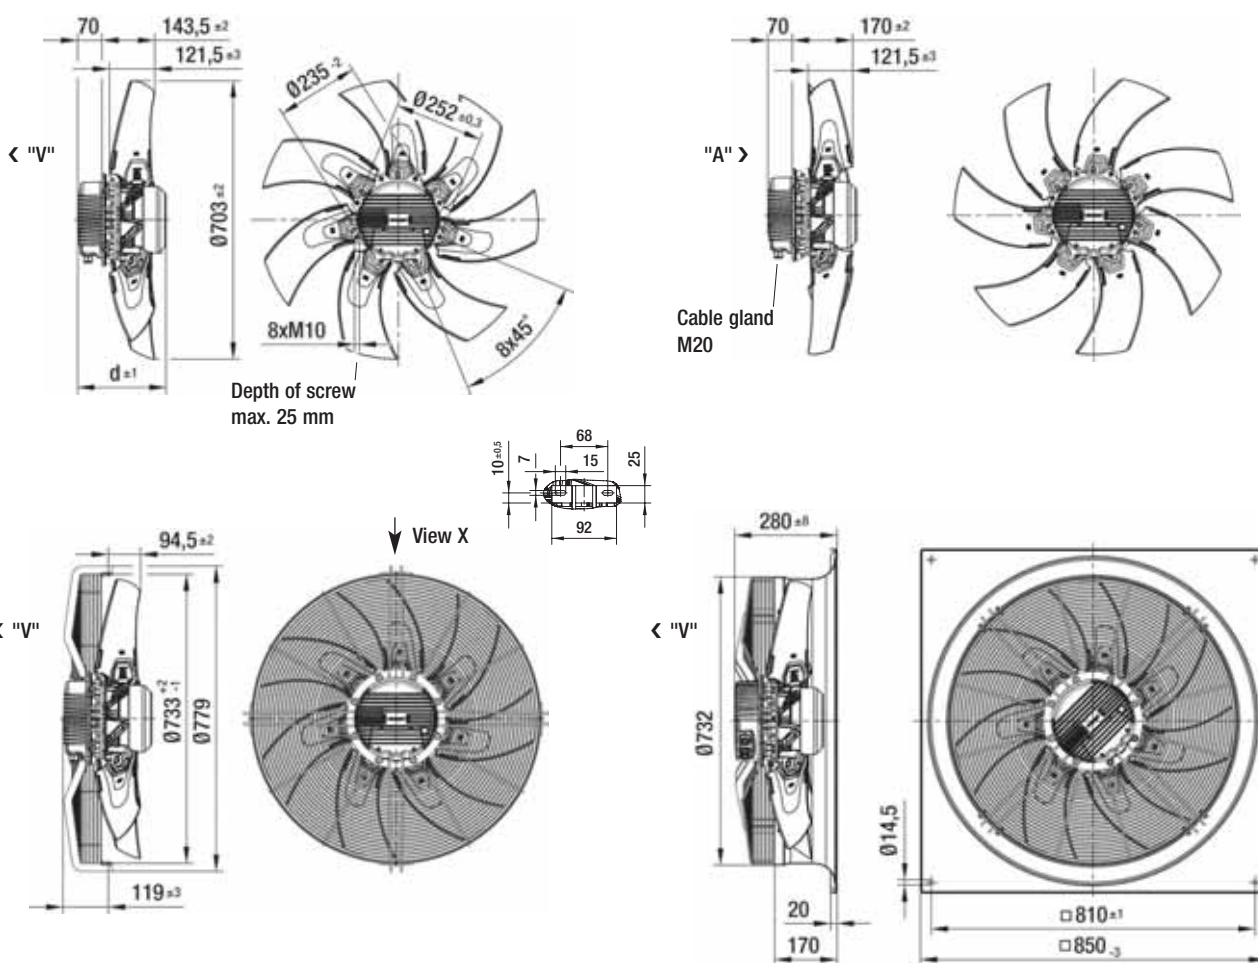 70
143,5 ±2
121,5 ±3
Ø235 -2
Ø252 ±0,3
‹ "V"
Ø703 ±2
8xM10
8x45°
d ±1
Depth of screw
max. 25 mm
70
170 ±2
121,5 ±3
"A" ›
Cable gland
M20
68
10 ±0,5
7
15
25
92
94,5 ±2
View X
‹ "V"
Ø733 +2 -1
Ø779
119 ±3
280 ±8
‹ "V"
Ø732
Ø14,5
20
170
□ 810 ±1
□ 850 -3